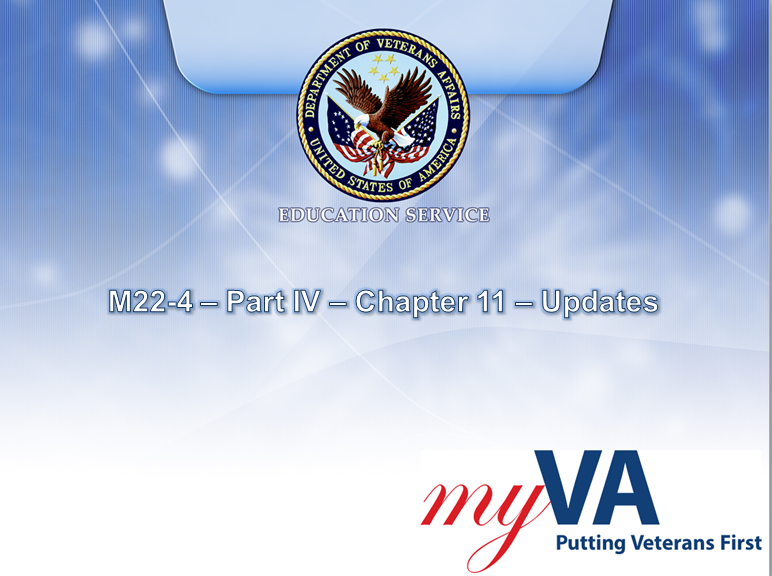 DEPARTMENT OF VETERANS AFFAIRS
UNITED STATES OF AMERICA
EDUCATION SERVICE
M22-4 – Part IV – Chapter 11 – Updates
myVA
Putting Veterans First